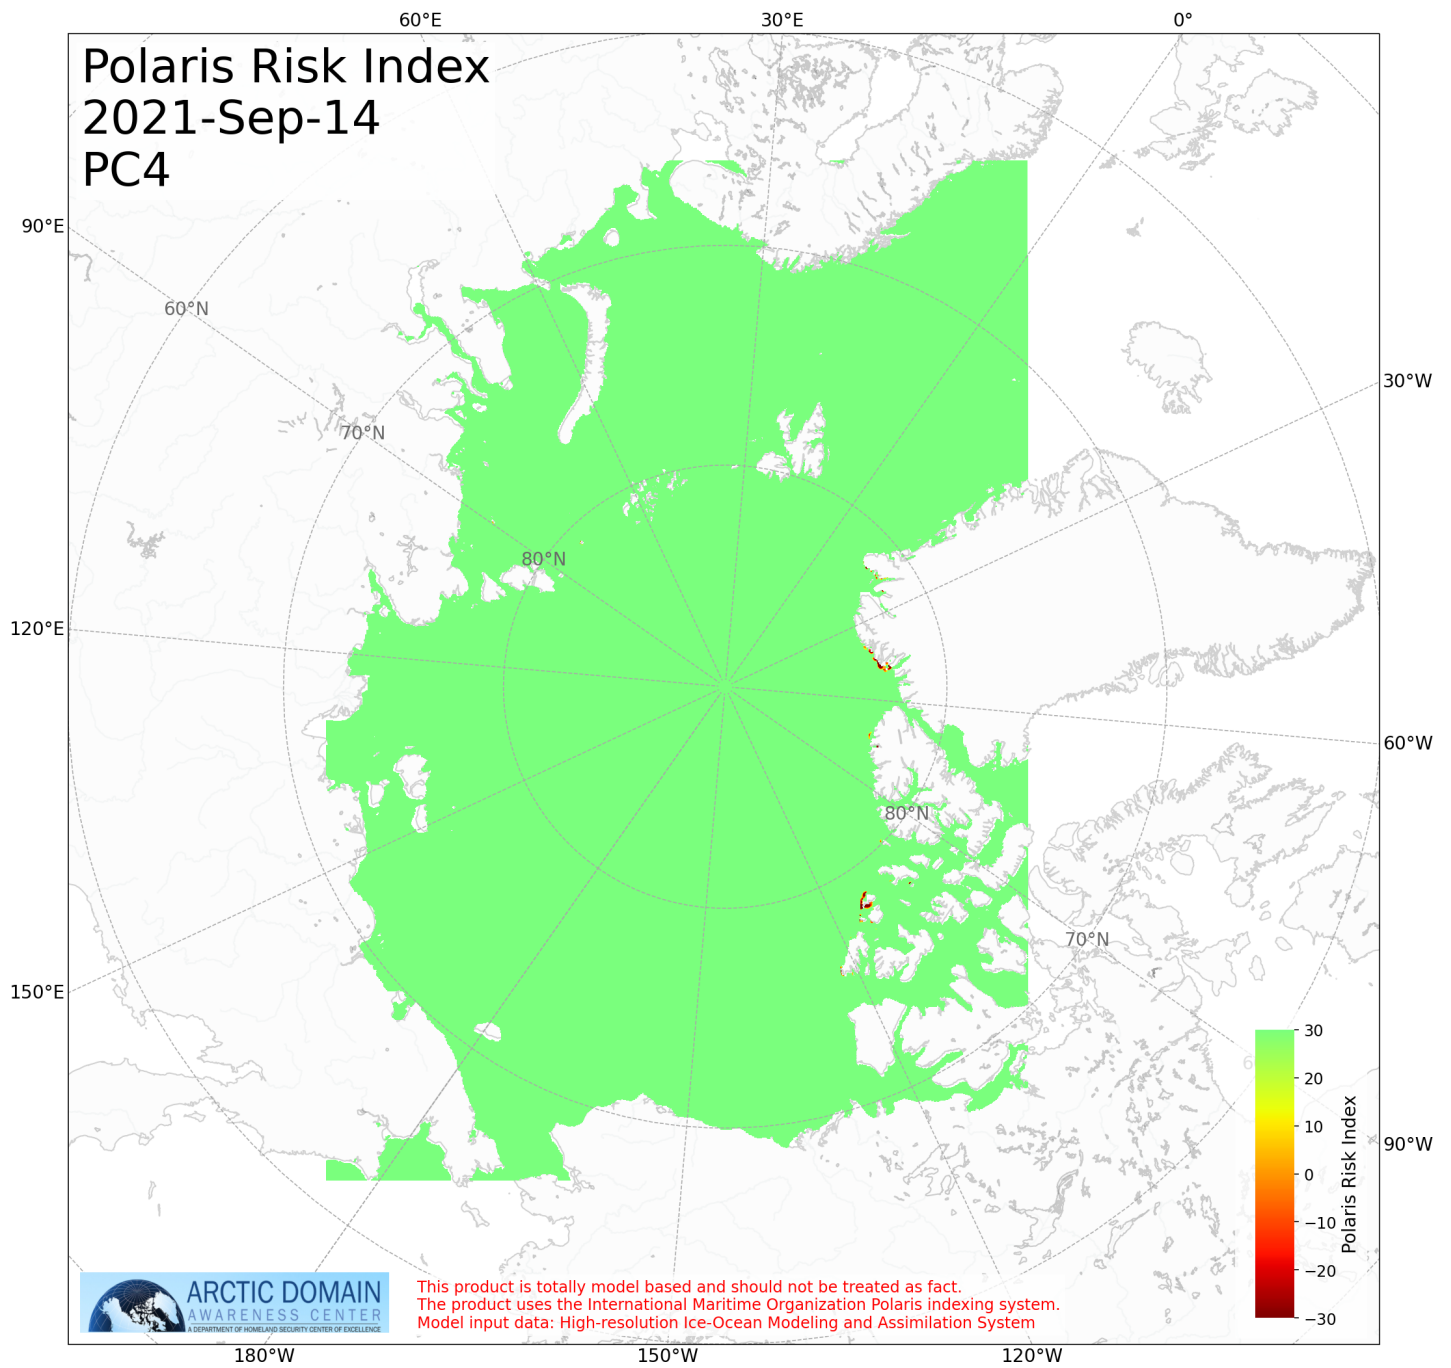 60°E 30°E 0°
Polaris Risk Index
2021-Sep-14
PC4
90°E
60°N
30°W
70°N
80°N
120°E
60°W
80°N
70°N
150°E
30
20
10
0
−10
−20
−30
Polaris Risk Index
90°W
ARCTIC DOMAIN
AWARENESS CENTER
A DEPARTMENT OF HOMELAND SECURITY CENTER OF EXCELLENCE
This product is totally model based and should not be treated as fact.
The product uses the International Maritime Organization Polaris indexing system.
Model input data: High-resolution Ice-Ocean Modeling and Assimilation System
180°W 150°W 120°W